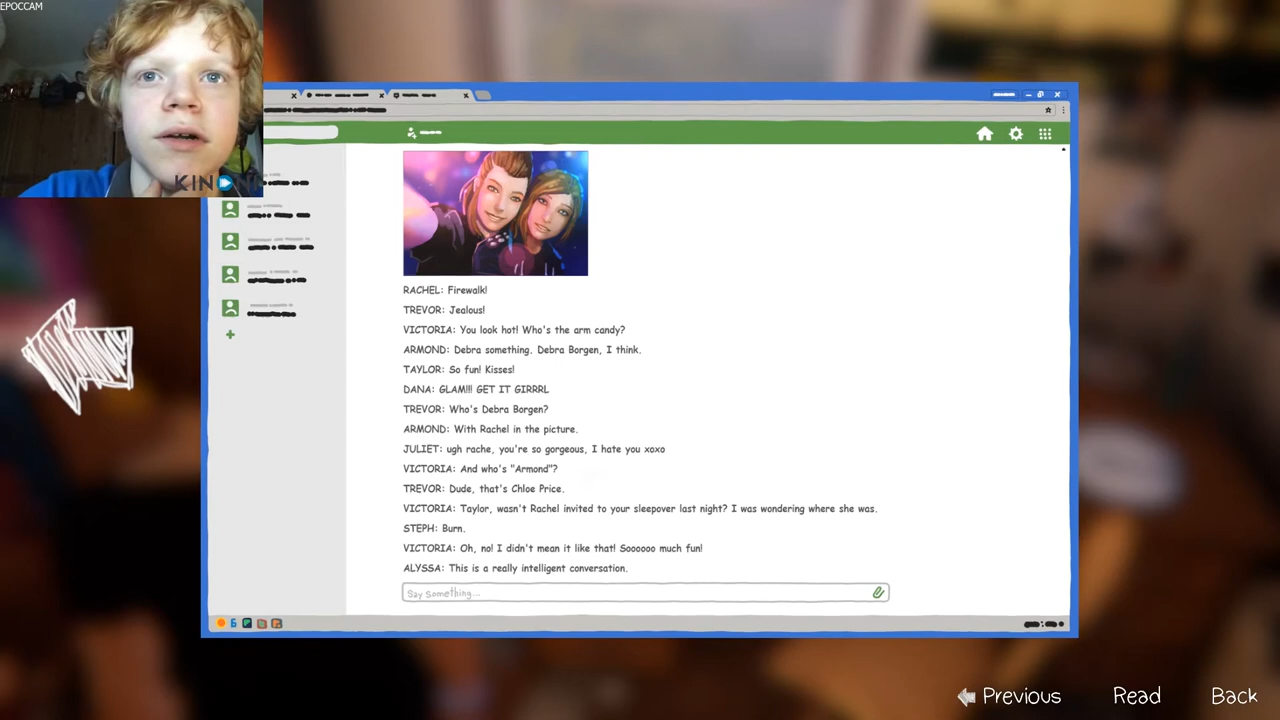 EPOCCAM
RACHEL: Firewalk!
TREVOR: Jealous!
VICTORIA: You look hot! Who's the arm candy?
ARMOND: Debra something. Debra Borgen, I think.
TAYLOR: So fun! Kisses!
DANA: GLAM!!! GET IT GIRRRL
TREVOR: Who's Debra Borgen?
ARMOND: With Rachel in the picture.
JULIET: ugh rache, you're so gorgeous, I hate you xoxo
VICTORIA: And who's "Armond"?
TREVOR: Dude, that's Chloe Price.
VICTORIA: Taylor, wasn't Rachel invited to your sleepover last night? I was wondering where she was.
STEPH: Burn.
VICTORIA: Oh, no! I didn't mean it like that! Soooooo much fun!
ALYSSA: This is a really intelligent conversation.
Say Something...
Previous Read Back